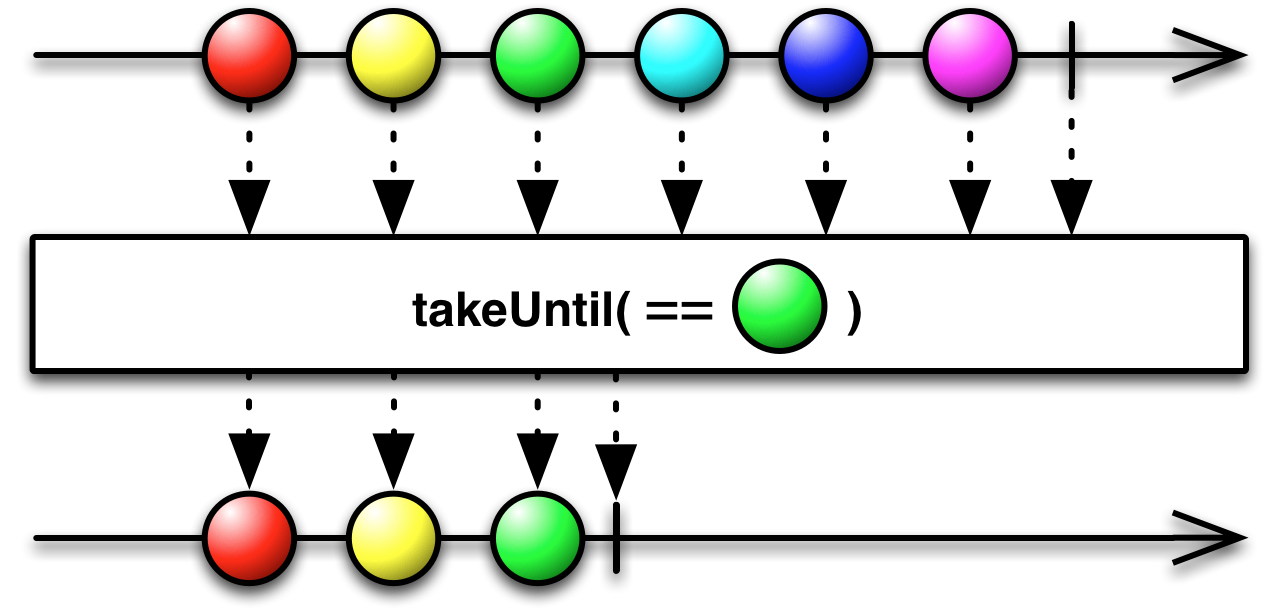 takeUntil( == )